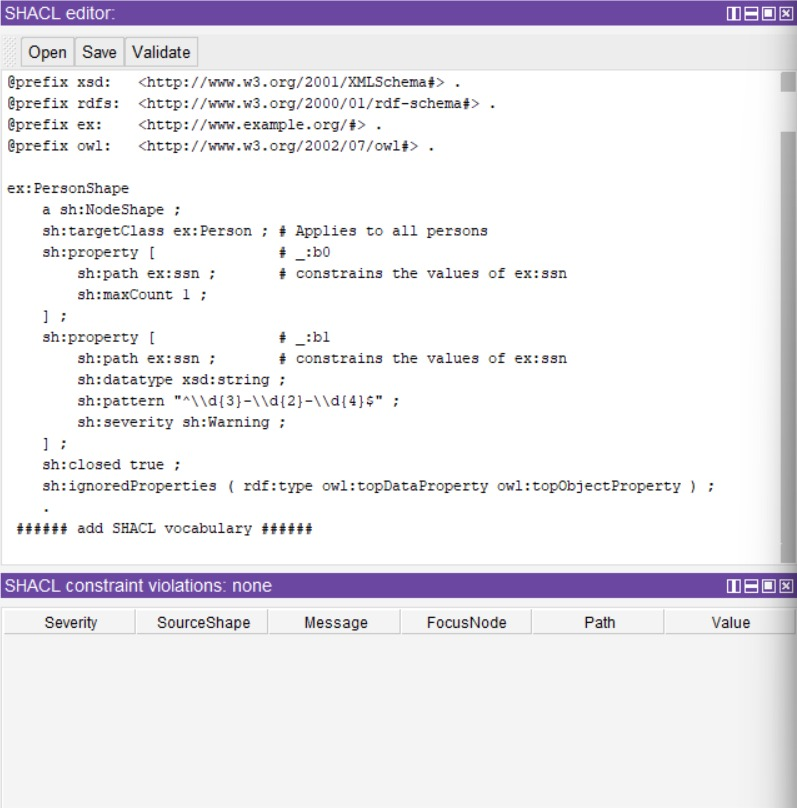 SHACL editor:
Open Save Validate
@prefix xsd:   <http://www.w3.org/2001/XMLSchema#> .
@prefix rdfs:  <http://www.w3.org/2000/01/rdf-schema#> .
@prefix ex:    <http://www.example.org/#> .
@prefix owl:   <http://www.w3.org/2002/07/owl#> .
ex:PersonShape
    a sh:NodeShape ;
    sh:targetClass ex:Person ; # Applies to all persons
    sh:property [              # _:b0
        sh:path ex:ssn ;       # constrains the values of ex:ssn
        sh:maxCount 1 ;
    ] ;
    sh:property [              # _:b1
        sh:path ex:ssn ;       # constrains the values of ex:ssn
        sh:datatype xsd:string ;
        sh:pattern "^\\d{3}-\\d{2}-\\d{4}$" ;
        sh:severity sh:Warning ;
    ] ;
    sh:closed true ;
    sh:ignoredProperties ( rdf:type owl:topDataProperty owl:topObjectProperty ) ;
    .
 ###### add SHACL vocabulary ######
SHACL constraint violations: none
Severity SourceShape Message FocusNode Path Value